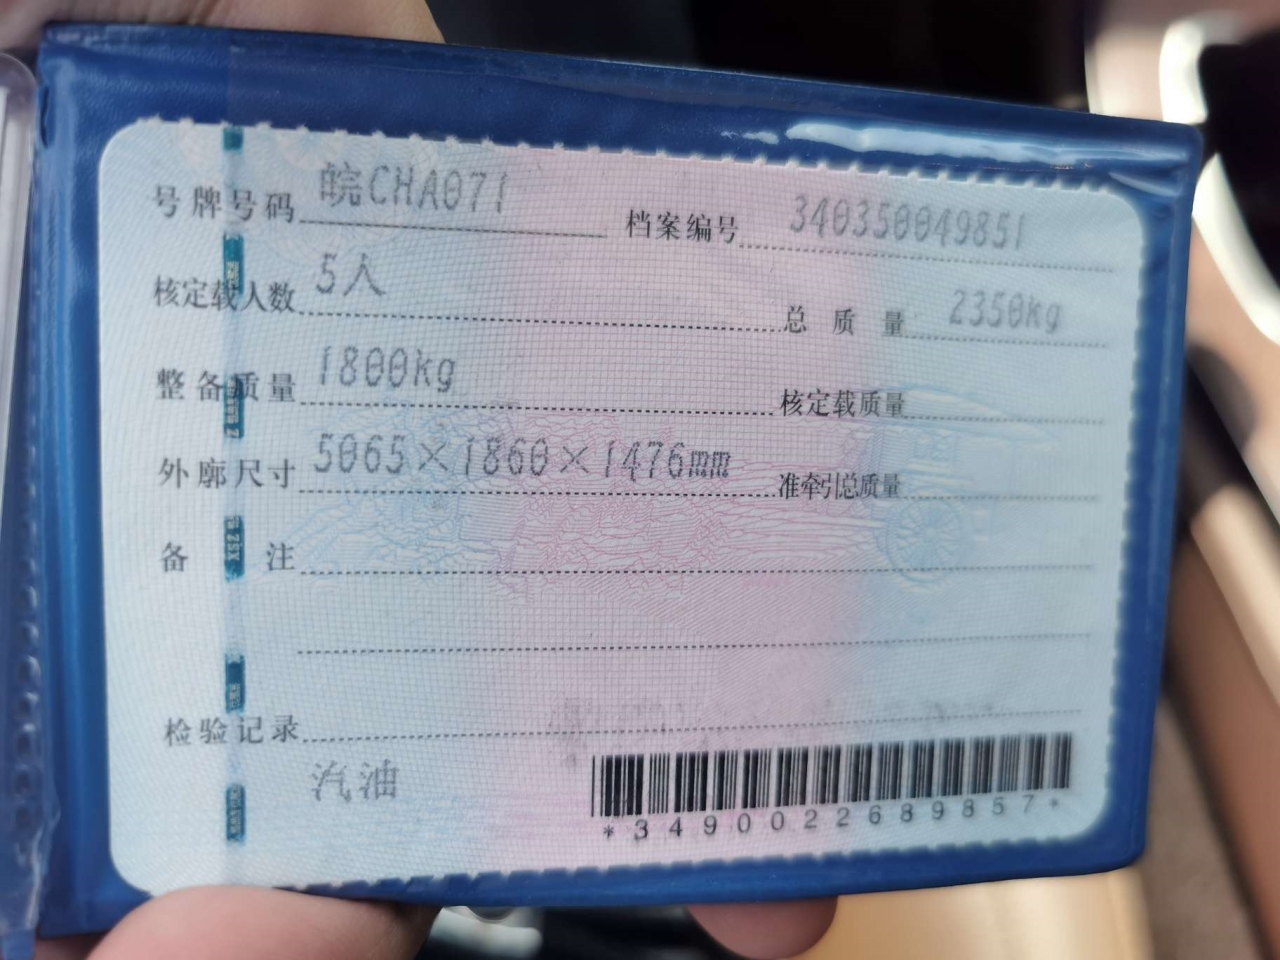 号牌号码 皖CHA071 档案编号 340350049851
核定载人数 5人 总质量 2350kg
整备质量 1800kg 核定载质量
外廓尺寸 5065×1860×1476mm 准牵引总质量
备注
检验记录
汽油
*3490022689857*